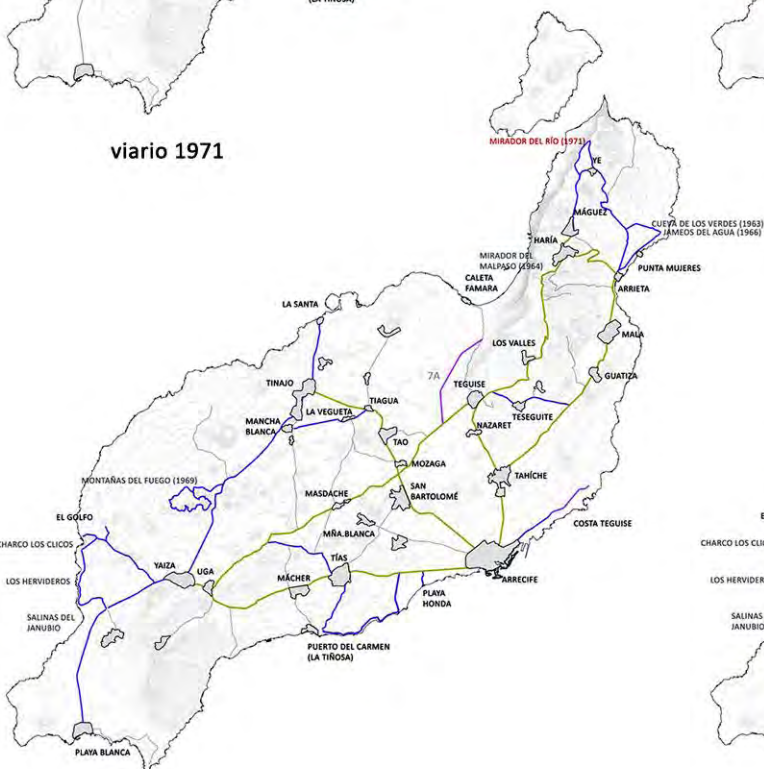 (LA TIÑOSA)
viario 1971
MIRADOR DEL RÍO (1971)
YE
MÁGUEZ
CUEVA DE LOS VERDES (1963)
JAMEOS DEL AGUA (1966)
HARÍA
MIRADOR DEL
MALPASO (1964)
PUNTA MUJERES
CALETA
FAMARA
ARRIETA
LA SANTA
MALA
LOS VALLES
7A
GUATIZA
TINAJO
TEGUISE
TIAGUA
LA VEGUETA
TESEGUITE
MANCHA
BLANCA
NAZARET
TAO
MOZAGA
TAHÍCHE
MONTAÑAS DEL FUEGO (1969)
SAN
BARTOLOMÉ
MASDACHE
EL GOLFO
COSTA TEGUISE
MÑA.BLANCA
CHARCO LOS CLICOS
TÍAS
YAIZA
UGA
ARRECIFE
LOS HERVIDEROS
MÁCHER
PLAYA
HONDA
SALINAS DEL
JANUBIO
PUERTO DEL CARMEN
(LA TIÑOSA)
PLAYA BLANCA
E
CHARCO LOS CLI
LOS HERVIDER
SALINAS
JANUBIO